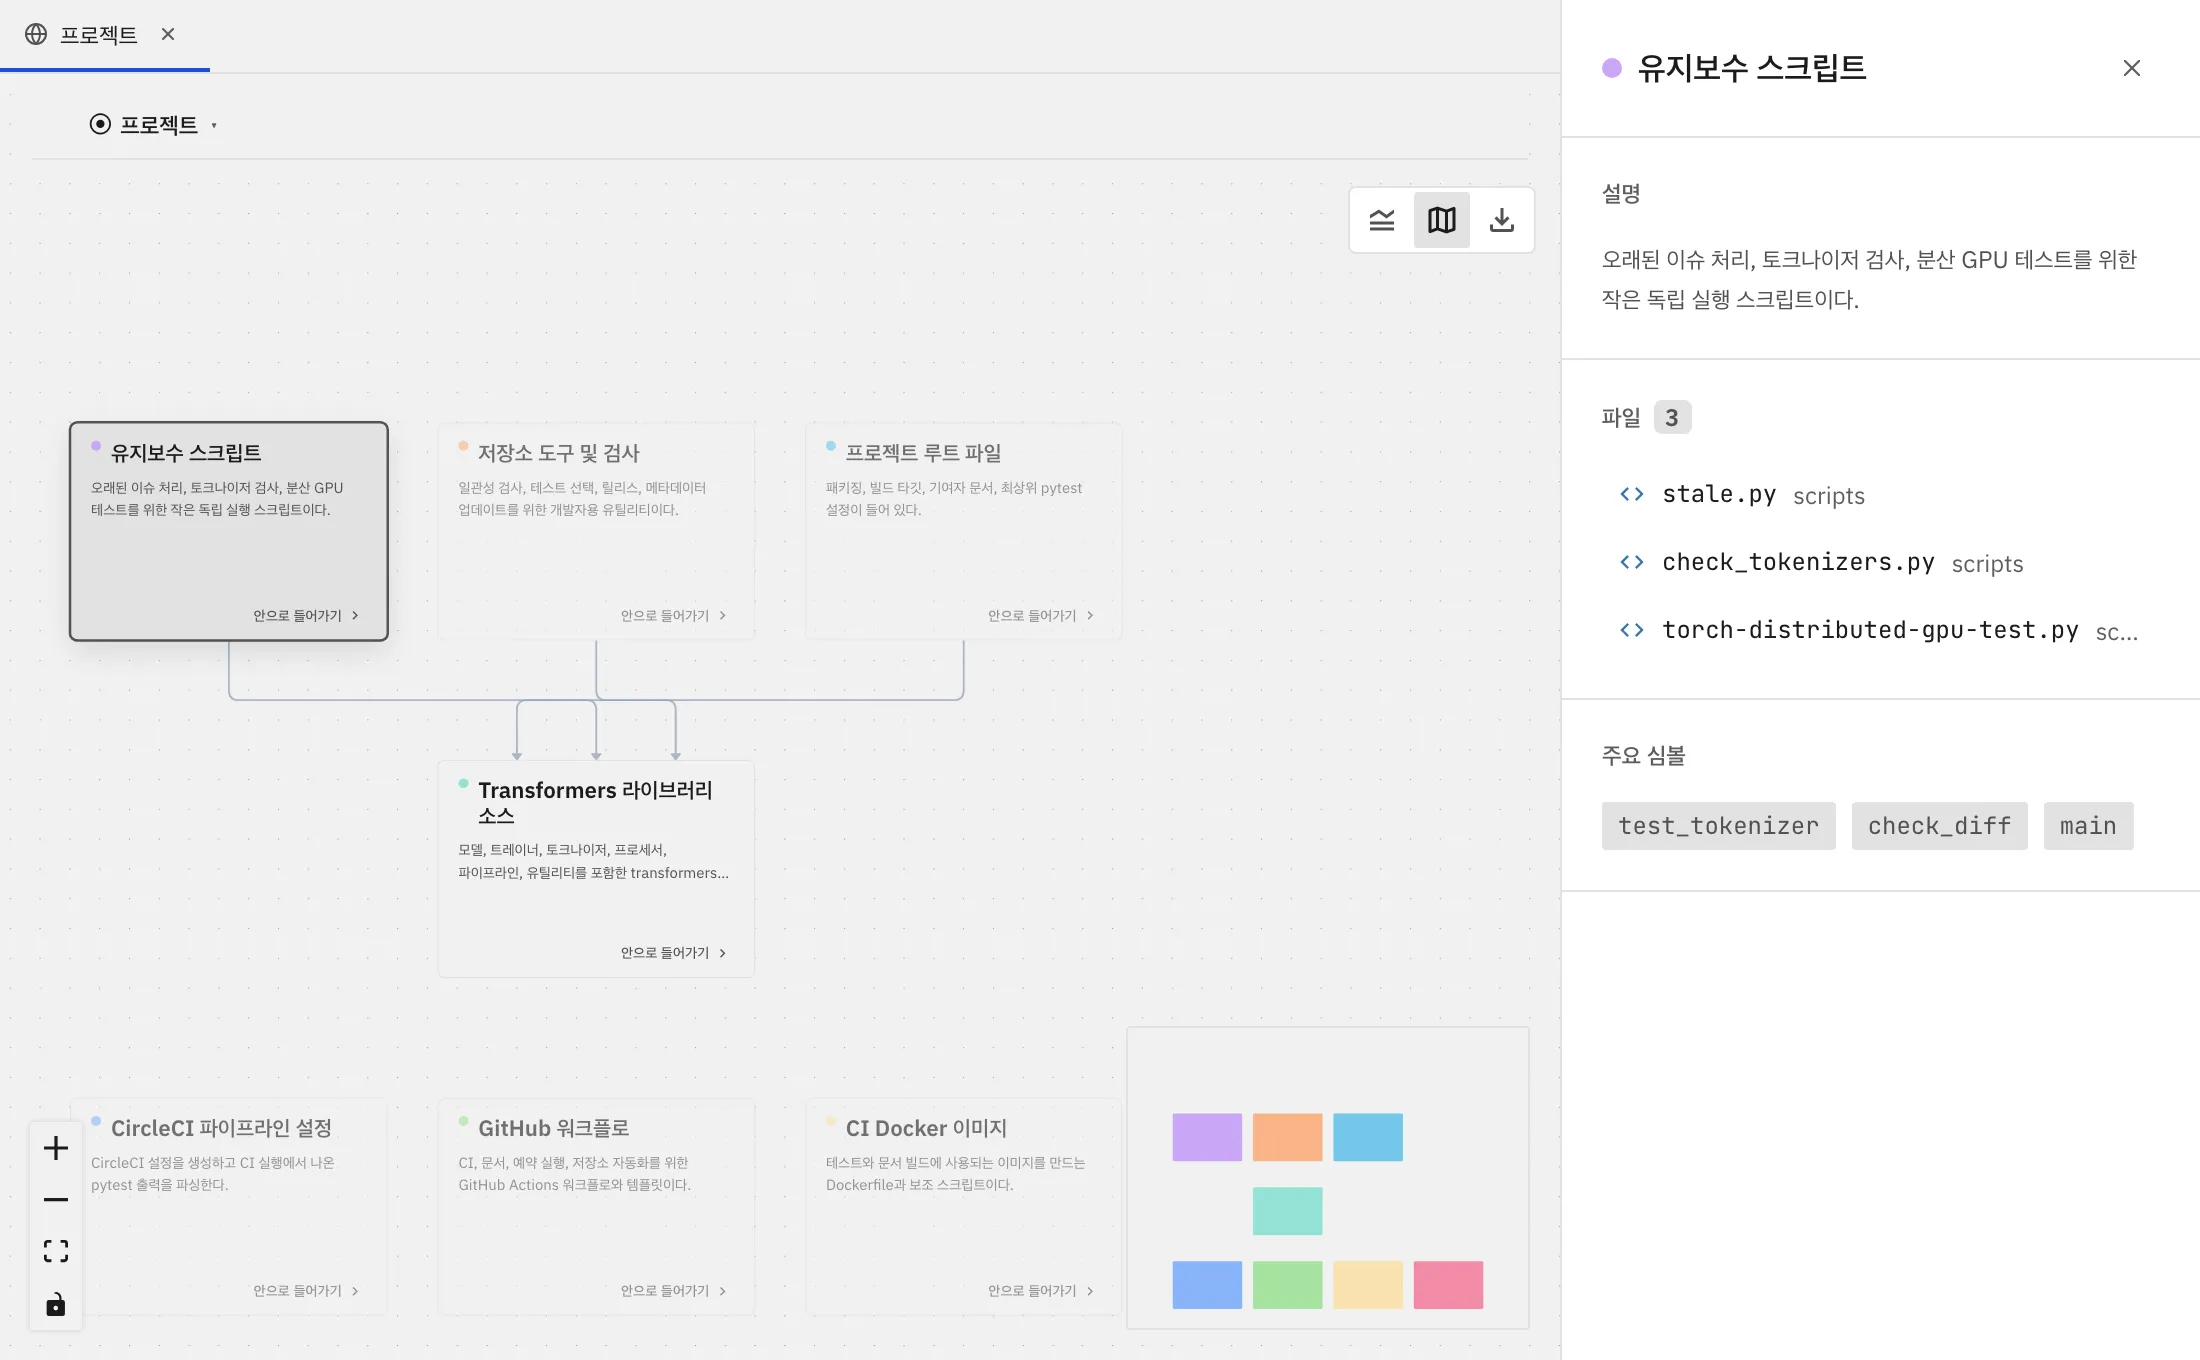 프로젝트
프로젝트
유지보수 스크립트
오래된 이슈 처리, 토크나이저 검사, 분산 GPU
테스트를 위한 작은 독립 실행 스크립트이다.
안으로 들어가기
저장소 도구 및 검사
일관성 검사, 테스트 선택, 릴리스, 메타데이터
업데이트를 위한 개발자용 유틸리티이다.
안으로 들어가기
프로젝트 루트 파일
패키징, 빌드 타깃, 기여자 문서, 최상위 pytest
설정이 들어 있다.
안으로 들어가기
Transformers 라이브러리
소스
모델, 트레이너, 토크나이저, 프로세서,
파이프라인, 유틸리티를 포함한 transformers...
안으로 들어가기
CircleCI 파이프라인 설정
CircleCI 설정을 생성하고 CI 실행에서 나온
pytest 출력을 파싱한다.
안으로 들어가기
GitHub 워크플로
CI, 문서, 예약 실행, 저장소 자동화를 위한
GitHub Actions 워크플로와 템플릿이다.
안으로 들어가기
CI Docker 이미지
테스트와 문서 빌드에 사용되는 이미지를 만드는
Dockerfile과 보조 스크립트이다.
안으로 들어가기
유지보수 스크립트
설명
오래된 이슈 처리, 토크나이저 검사, 분산 GPU 테스트를 위한
작은 독립 실행 스크립트이다.
파일 3
stale.py scripts
check_tokenizers.py scripts
torch-distributed-gpu-test.py sc...
주요 심볼
test_tokenizer check_diff main